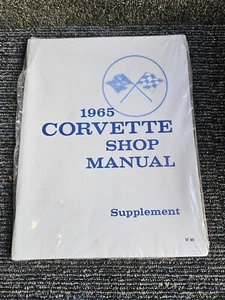 1965
CORVETTE
SHOP
MANUAL
Supplement